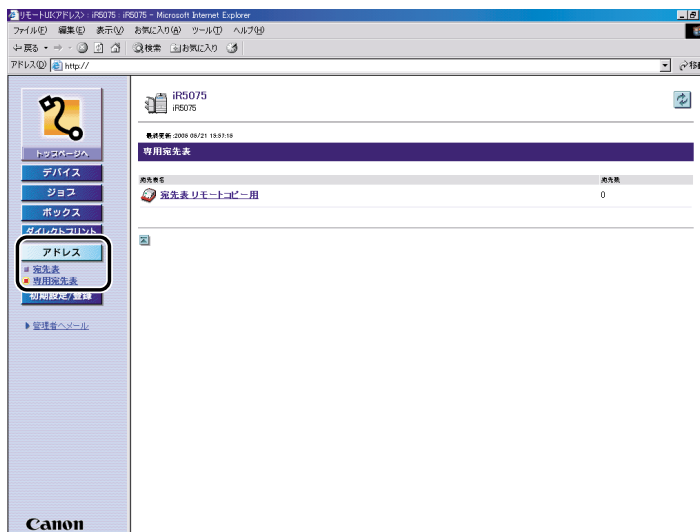 リモートUI<アドレス> : iR5075 : iR5075 - Microsoft Internet Explorer
ファイル(F) 編集(E) 表示(V) お気に入り(A) ツール(T) ヘルプ(H)
戻る 検索 お気に入り
アドレス(D) http:// 移動
iR5075
iR5075
最終更新 :2006 08/21 15:57:18
トップページへ
専用宛先表
デバイス
宛先表名 宛先数
ジョブ
宛先表 リモートコピー用 0
ボックス
ダイレクトプリント
アドレス
宛先表
専用宛先表
初期設定/登録
管理者へメール
Canon